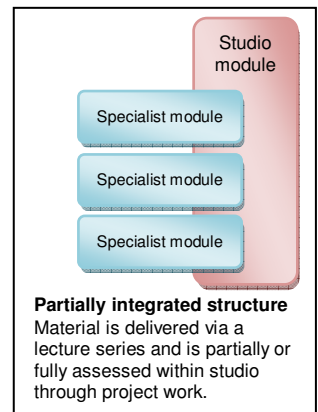 Studio
module
Specialist module
Specialist module
Specialist module
Partially integrated structure
Material is delivered via a
lecture series and is partially or
fully assessed within studio
through project work.